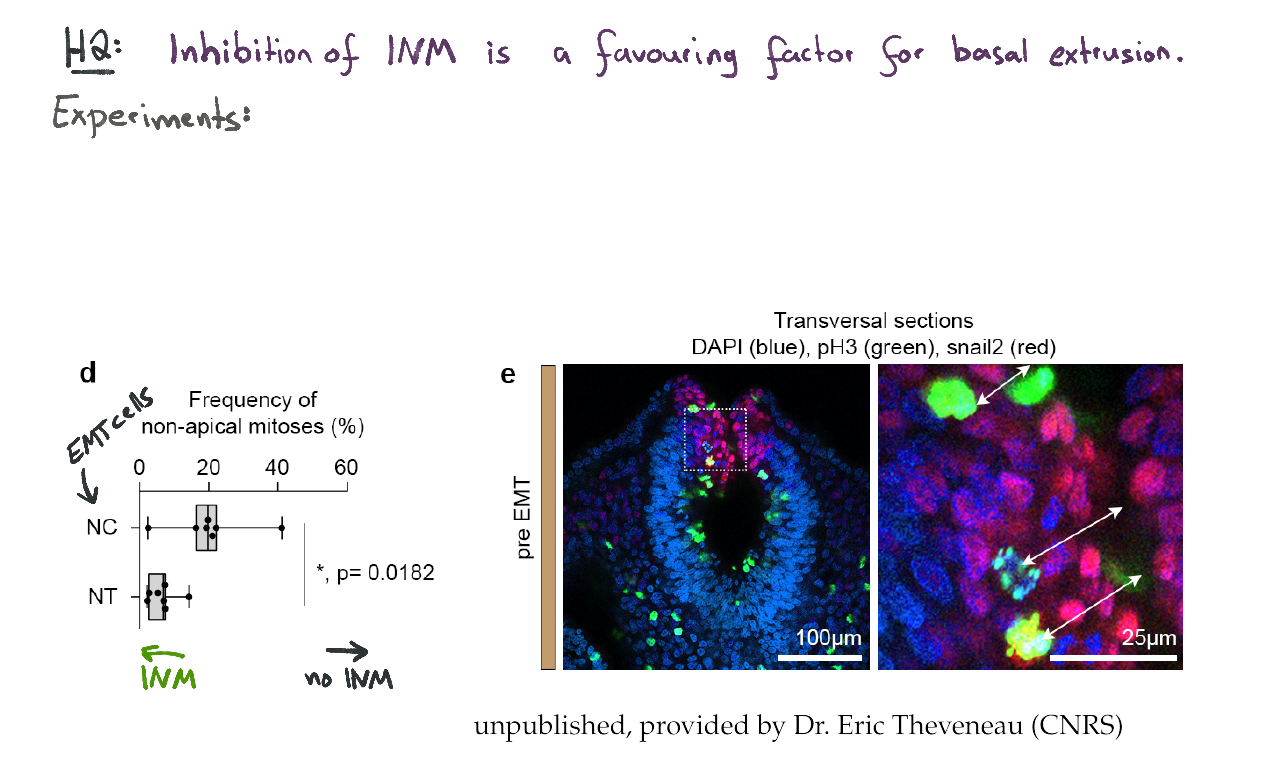 H2: Inhibition of INM is a favouring factor for basal extrusion.
Experiments:
Transversal sections
DAPI (blue), pH3 (green), snail2 (red)
d
e
EMT cells
Frequency of
non-apical mitoses (%)
0 20 40 60
NC
NT
*, p= 0.0182
INM
no INM
pre EMT
100µm
25µm
unpublished, provided by Dr. Eric Theveneau (CNRS)